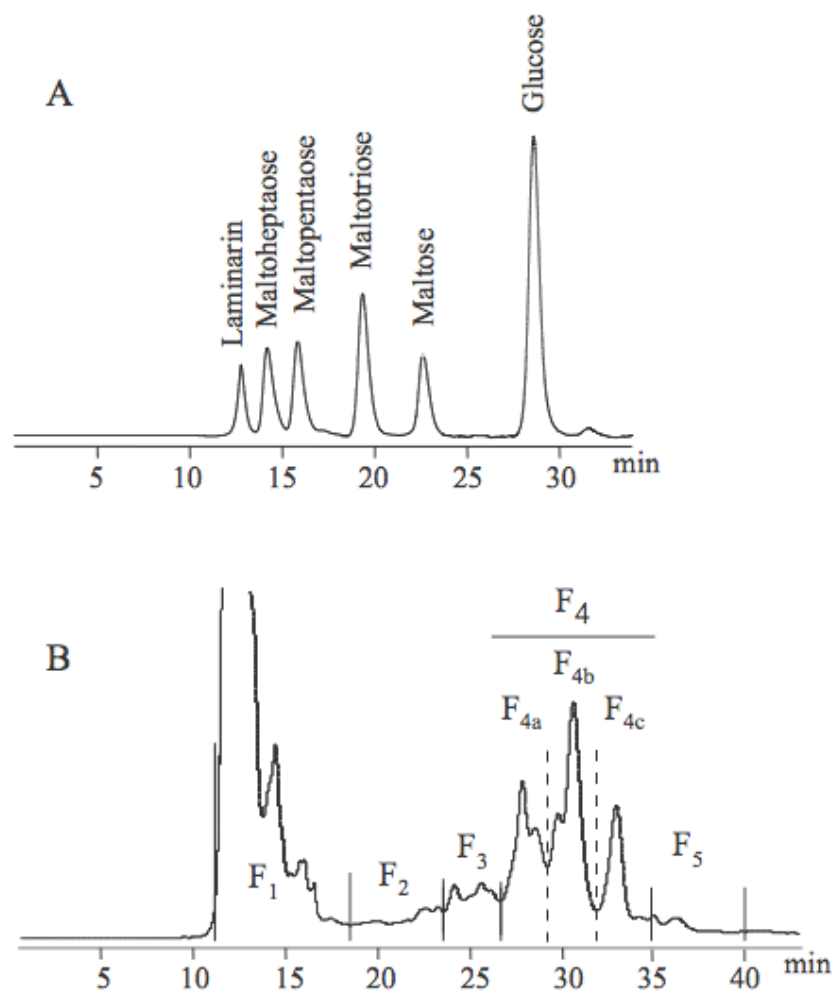 A
Laminarin
Maltoheptaose
Maltopentaose
Maltotriose
Maltose
Glucose
5 10 15 20 25 30 min
B
F4
F4a F4b F4c
F1 F2 F3 F5
5 10 15 20 25 30 35 40 min